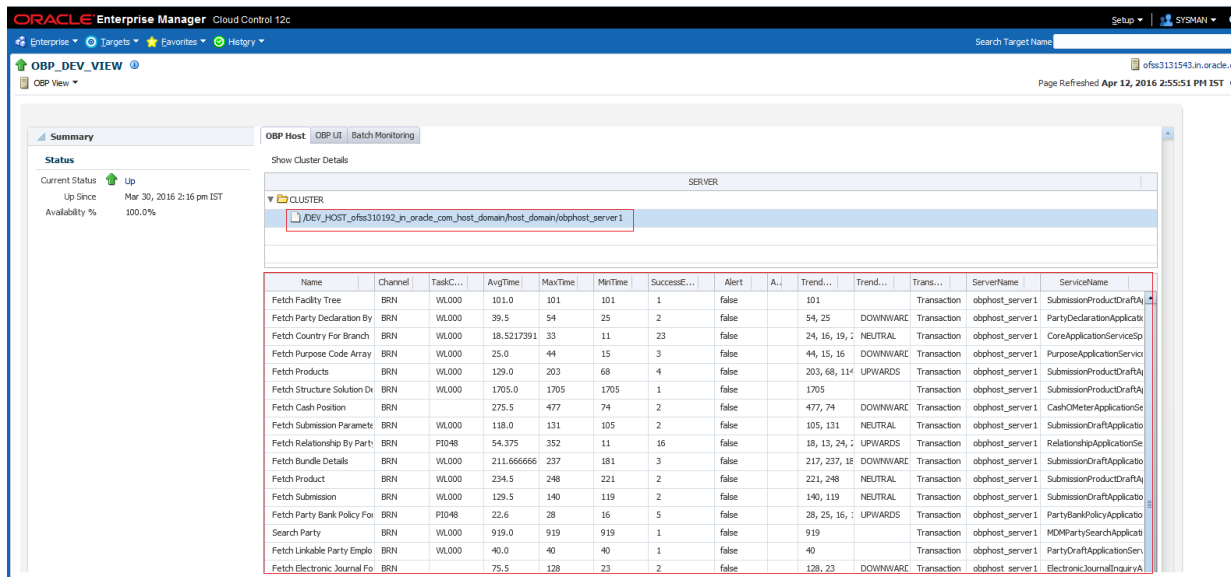 ORACLE Enterprise Manager Cloud Control 12c Setup SYSMAN
Enterprise Targets Favorites History Search Target Name
OBP_DEV_VIEW ofss3131543.in.oracle.
OBP View Page Refreshed Apr 12, 2016 2:55:51 PM IST
Summary OBP Host OBP UI Batch Monitoring
Status Show Cluster Details
Current Status Up
Up Since Mar 30, 2016 2:16 pm IST
Availability % 100.0%
SERVER
CLUSTER
/DEV_HOST_ofss310192_in_oracle_com_host_domain/host_domain/obphost_server1
Name Channel TaskC... AvgTime MaxTime MinTime SuccessE... Alert A.. Trend... Trend... Trans... ServerName ServiceName
Fetch Facility Tree BRN WL000 101.0 101 101 1 false 101 Transaction obphost_server1 SubmissionProductDraftA
Fetch Party Declaration By BRN WL000 39.5 54 25 2 false 54, 25 DOWNWARD Transaction obphost_server1 PartyDeclarationApplicati
Fetch Country For Branch BRN WL000 18.5217391 33 11 23 false 24, 16, 19, NEUTRAL Transaction obphost_server1 CoreApplicationServiceSp
Fetch Purpose Code Array BRN WL000 25.0 44 15 3 false 44, 15, 16 DOWNWARD Transaction obphost_server1 PurposeApplicationService
Fetch Products BRN WL000 129.0 203 68 4 false 203, 68, 114 UPWARDS Transaction obphost_server1 SubmissionProductDraftA
Fetch Structure Solution De BRN WL000 1705.0 1705 1705 1 false 1705 Transaction obphost_server1 SubmissionProductDraftA
Fetch Cash Position BRN 275.5 477 74 2 false 477, 74 DOWNWARD Transaction obphost_server1 CashOMeterApplicationSe
Fetch Submission Paramete BRN WL000 118.0 131 105 2 false 105, 131 NEUTRAL Transaction obphost_server1 SubmissionDraftApplicatio
Fetch Relationship By Party BRN PI048 54.375 352 11 16 false 18, 13, 24, UPWARDS Transaction obphost_server1 RelationshipApplicationSe
Fetch Bundle Details BRN WL000 211.666666 237 181 3 false 217, 237, 18 DOWNWARD Transaction obphost_server1 SubmissionDraftApplicatio
Fetch Product BRN WL000 234.5 248 221 2 false 221, 248 NEUTRAL Transaction obphost_server1 SubmissionProductDraftA
Fetch Submission BRN WL000 129.5 140 119 2 false 140, 119 NEUTRAL Transaction obphost_server1 SubmissionDraftApplicatio
Fetch Party Bank Policy For BRN PI048 22.6 28 16 5 false 28, 25, 16, UPWARDS Transaction obphost_server1 PartyBankPolicyApplicatio
Search Party BRN WL000 919.0 919 919 1 false 919 Transaction obphost_server1 MDMPartySearchApplicati
Fetch Linkable Party Emplo BRN WL000 40.0 40 40 1 false 40 Transaction obphost_server1 PartyDraftApplicationServ
Fetch Electronic Journal Fo BRN 75.5 128 23 2 false 128, 23 DOWNWARD Transaction obphost_server1 ElectronicJournalInquiryA